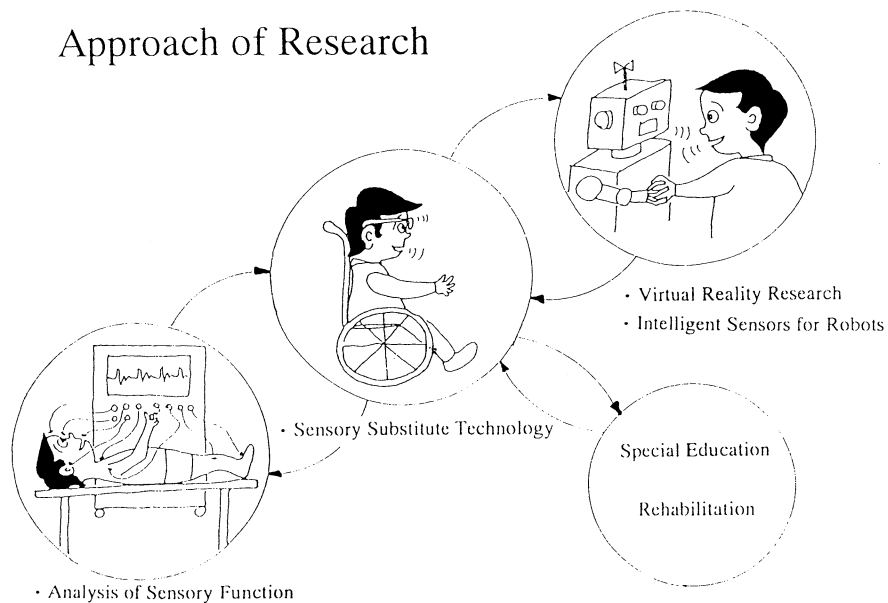 Approach of Research
· Virtual Reality Research
· Intelligent Sensors for Robots
· Sensory Substitute Technology
Special Education
Rehabilitation
· Analysis of Sensory Function